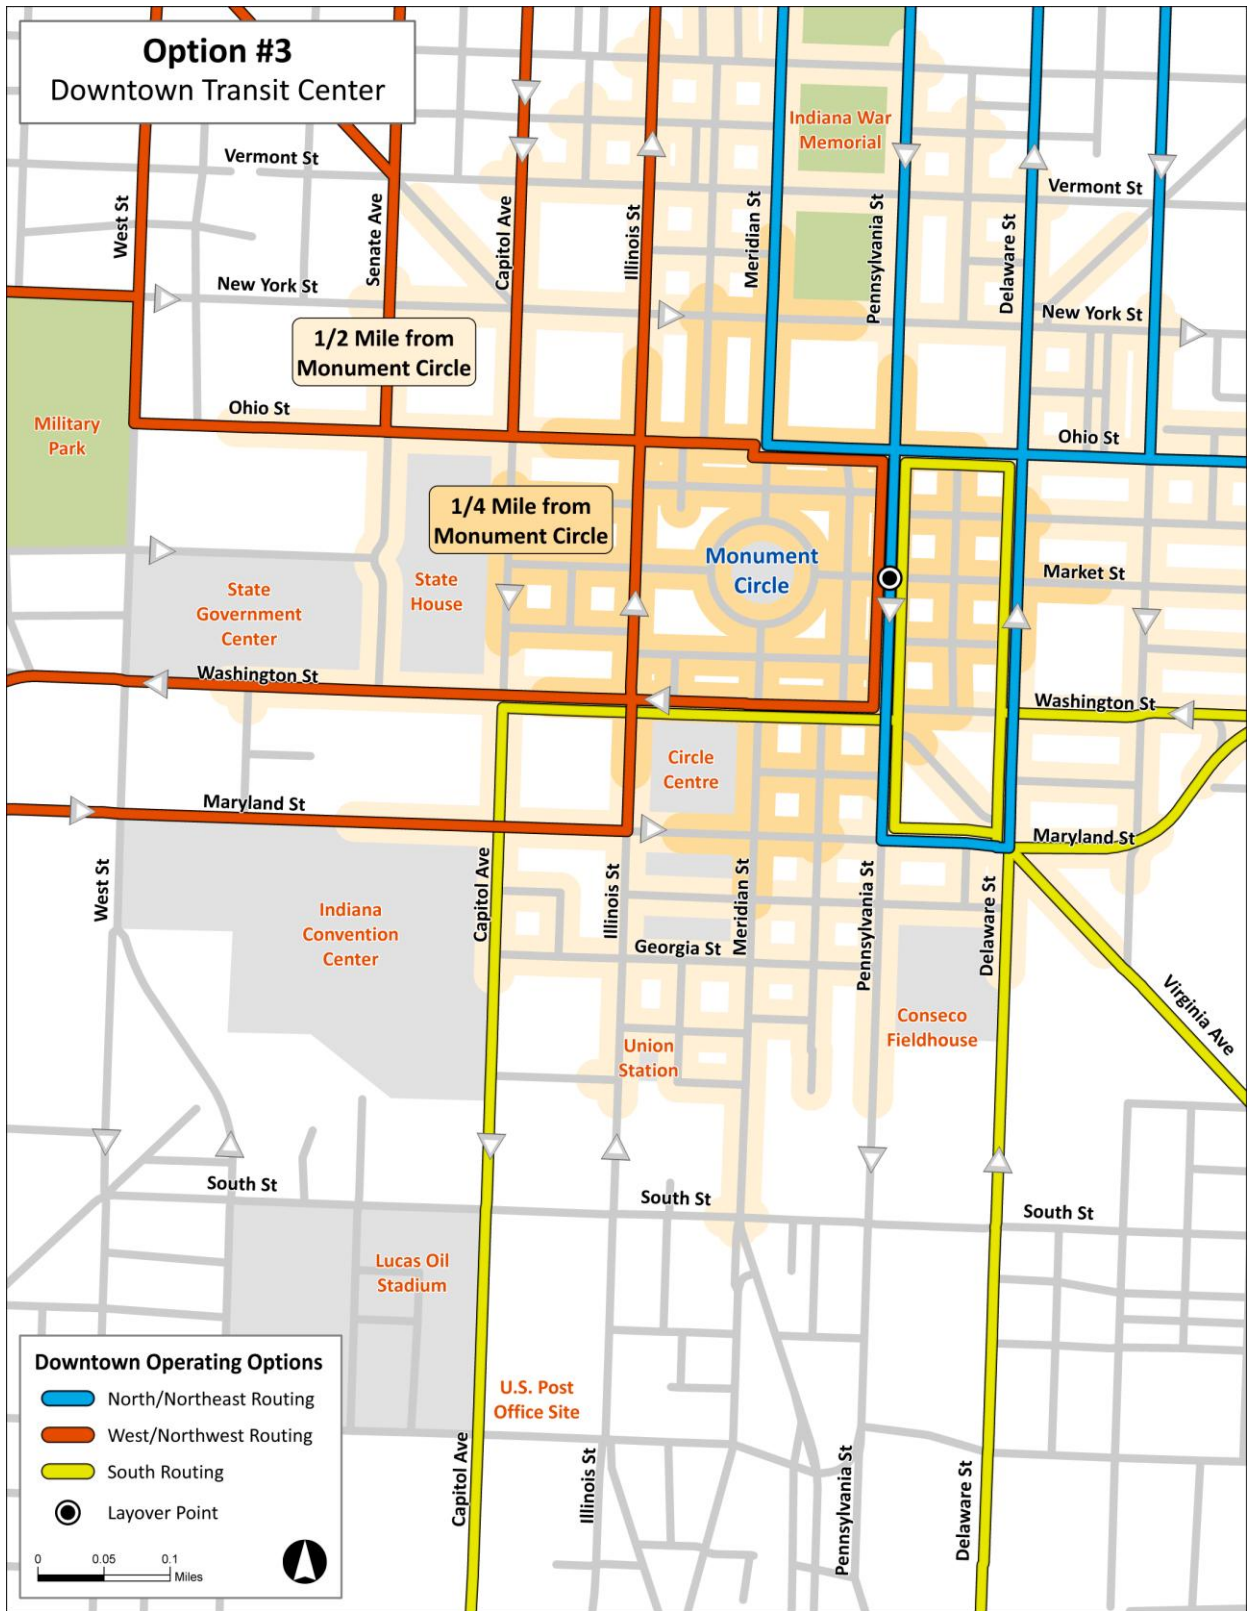 Option #3
Downtown Transit Center
Indiana War
Memorial
Vermont St
Vermont St
West St
Senate Ave
Capitol Ave
Illinois St
Meridian St
Pennsylvania St
Delaware St
New York St
New York St
1/2 Mile from
Monument Circle
Ohio St
Ohio St
Military
Park
1/4 Mile from
Monument Circle
Monument
Circle
Market St
State
House
State
Government
Center
Washington St
Washington St
Circle
Centre
Maryland St
Maryland St
West St
Capitol Ave
Illinois St
Meridian St
Pennsylvania St
Delaware St
Indiana
Convention
Center
Georgia St
Virginia Ave
Conseco
Fieldhouse
Union
Station
South St
South St
South St
Lucas Oil
Stadium
U.S. Post
Office Site
Capitol Ave
Illinois St
Pennsylvania St
Delaware St
Downtown Operating Options
North/Northeast Routing
West/Northwest Routing
South Routing
Layover Point
0 0.05 0.1
Miles